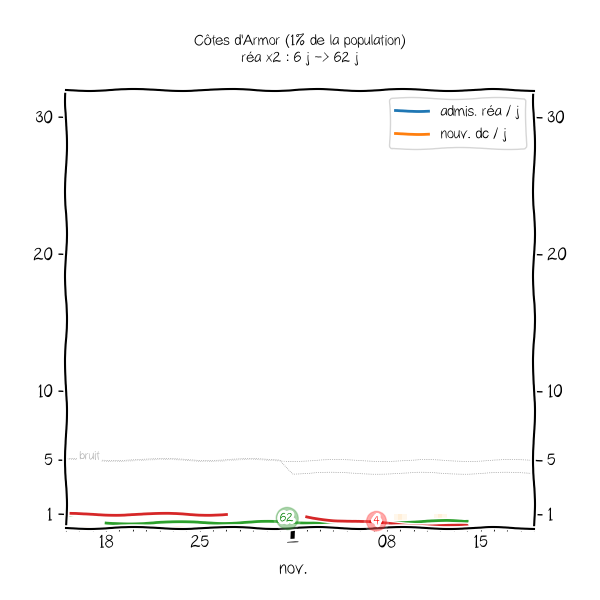 Côtes d'Armor (1% de la population)
réa x2 : 6 j -> 62 j
admis. réa / j
nouv. dc / j
30
30
20
20
10
10
5
bruit
5
1
62
4
1
18
25
1
08
15
nov.